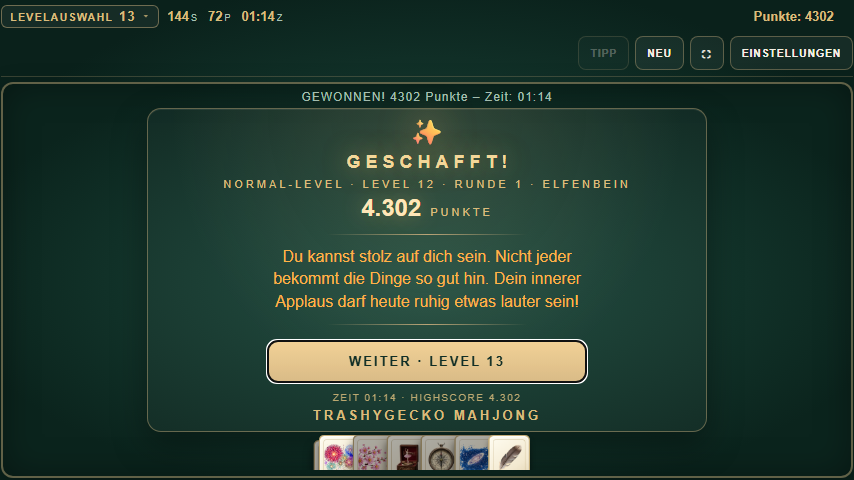 LEVELAUSWAHL 13 144S 72P 01:14Z Punkte: 4302
TIPP NEU EINSTELLUNGEN
GEWONNEN! 4302 Punkte – Zeit: 01:14
GESCHAFFT!
NORMAL-LEVEL · LEVEL 12 · RUNDE 1 · ELFENBEIN
4.302 PUNKTE
Du kannst stolz auf dich sein. Nicht jeder
bekommt die Dinge so gut hin. Dein innerer
Applaus darf heute ruhig etwas lauter sein!
WEITER · LEVEL 13
ZEIT 01:14 · HIGHSCORE 4.302
TRASHYGECKO MAHJONG